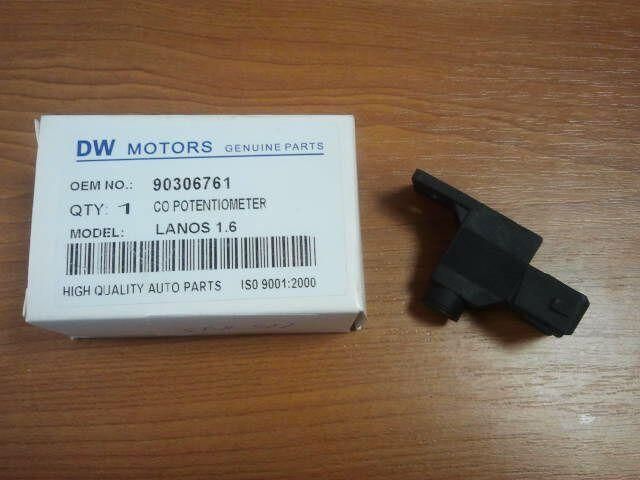 DW MOTORS GENUINE PARTS
OEM NO.: 90306761
QTY: 1 CO POTENTIOMETER
MODEL: LANOS 1.6
HIGH QUALITY AUTO PARTS ISO 9001:2000